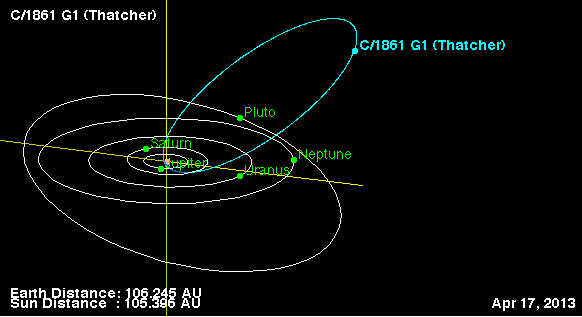 C/1861 G1 (Thatcher)
C/1861 G1 (Thatcher)
Pluto
Saturn
Jupiter
Neptune
Uranus
Earth Distance: 106.245 AU
Sun Distance : 105.396 AU
Apr 17, 2013